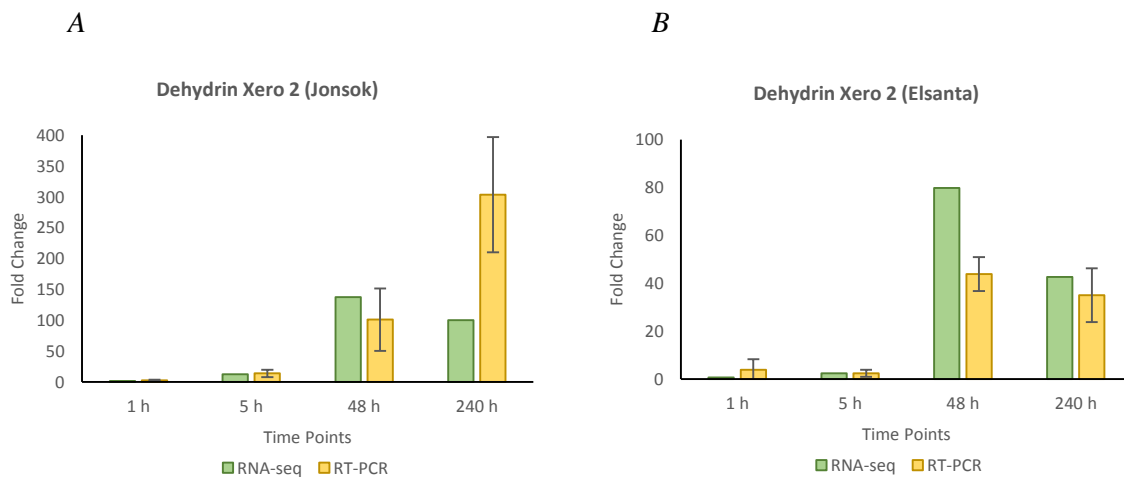 A
Dehydrin Xero 2 (Jonsok)
Fold Change
400
350
300
250
200
150
100
50
0
1 h 5 h 48 h 240 h
Time Points
RNA-seq RT-PCR
B
Dehydrin Xero 2 (Elsanta)
Fold Change
100
80
60
40
20
0
1 h 5 h 48 h 240 h
Time Points
RNA-seq RT-PCR